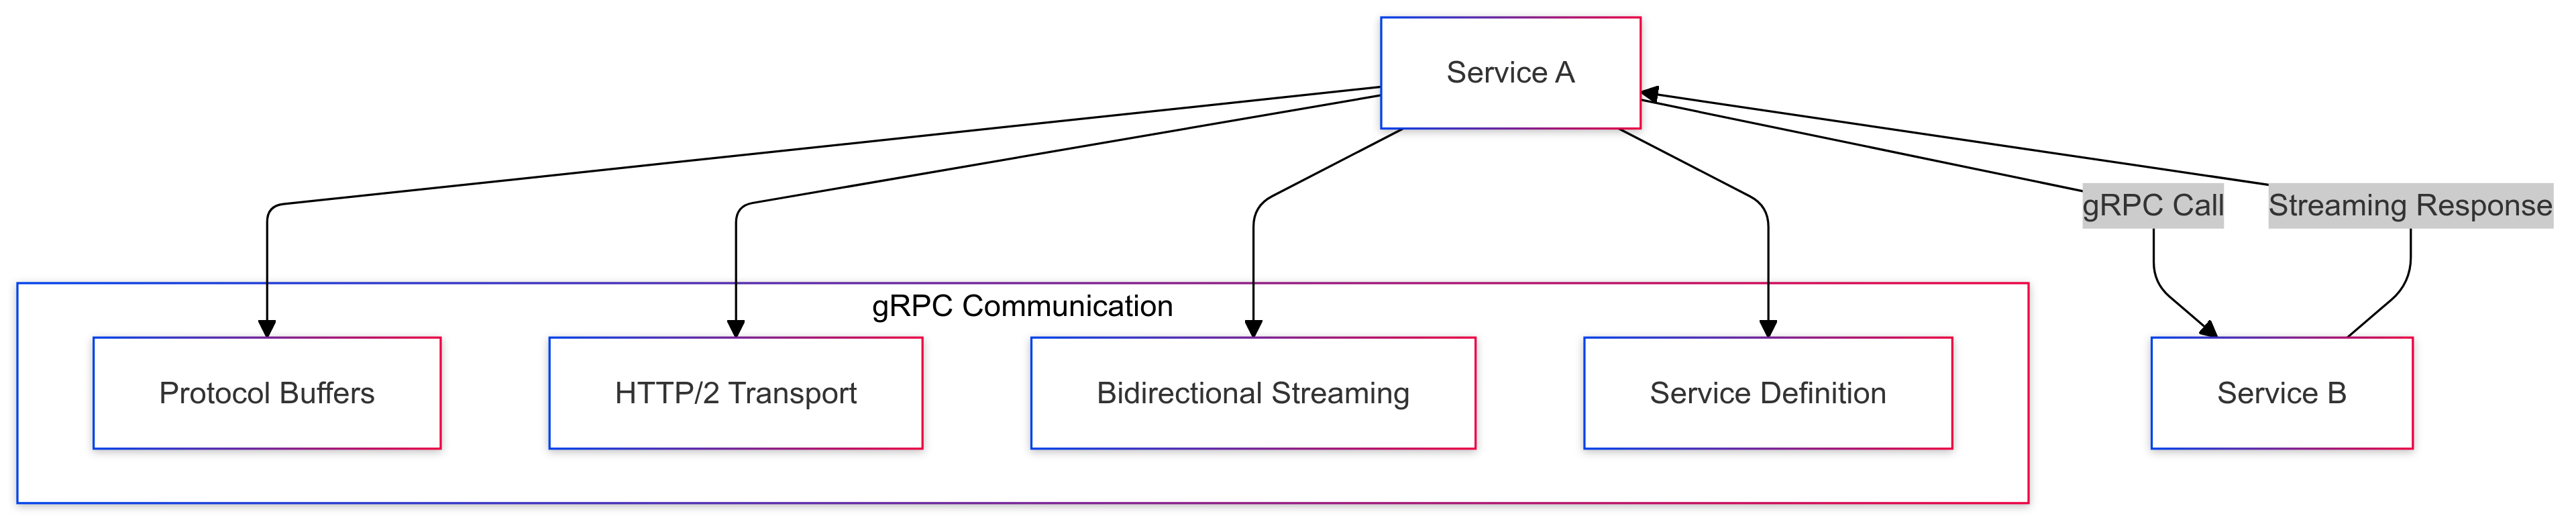 Service A
gRPC Call
Streaming Response
gRPC Communication
Protocol Buffers
HTTP/2 Transport
Bidirectional Streaming
Service Definition
Service B